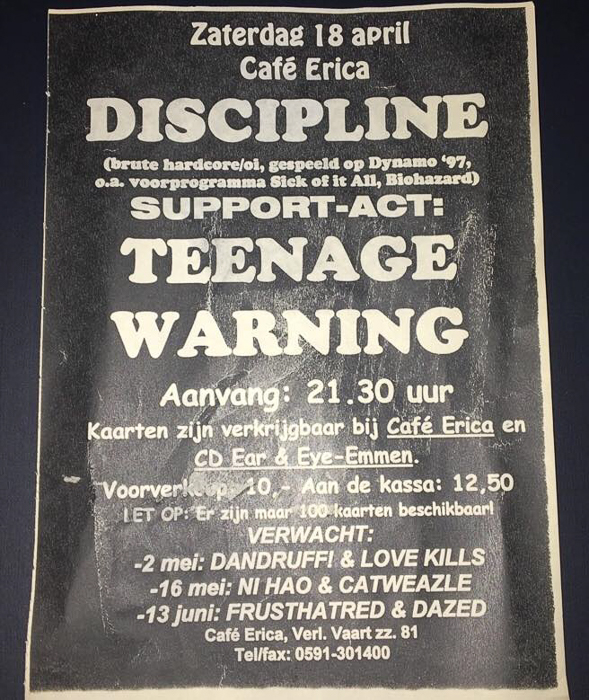 Zaterdag 18 april
Café Erica
DISCIPLINE
(brute hardcore/oi, gespeeld op Dynamo '97,
o.a. voorprogramma Sick of it All, Biohazard)
SUPPORT-ACT:
TEENAGE
WARNING
Aanvang: 21.30 uur
Kaarten zijn verkrijgbaar bij Café Erica en
CD Ear & Eye-Emmen.
Voorverkoop: 10,- Aan de kassa: 12,50
LET OP: Er zijn maar 100 kaarten beschikbaar!
VERWACHT:
-2 mei: DANDRUFF! & LOVE KILLS
-16 mei: NI HAO & CATWEAZLE
-13 juni: FRUSTHATRED & DAZED
Café Erica, Verl. Vaart zz. 81
Tel/fax: 0591-301400